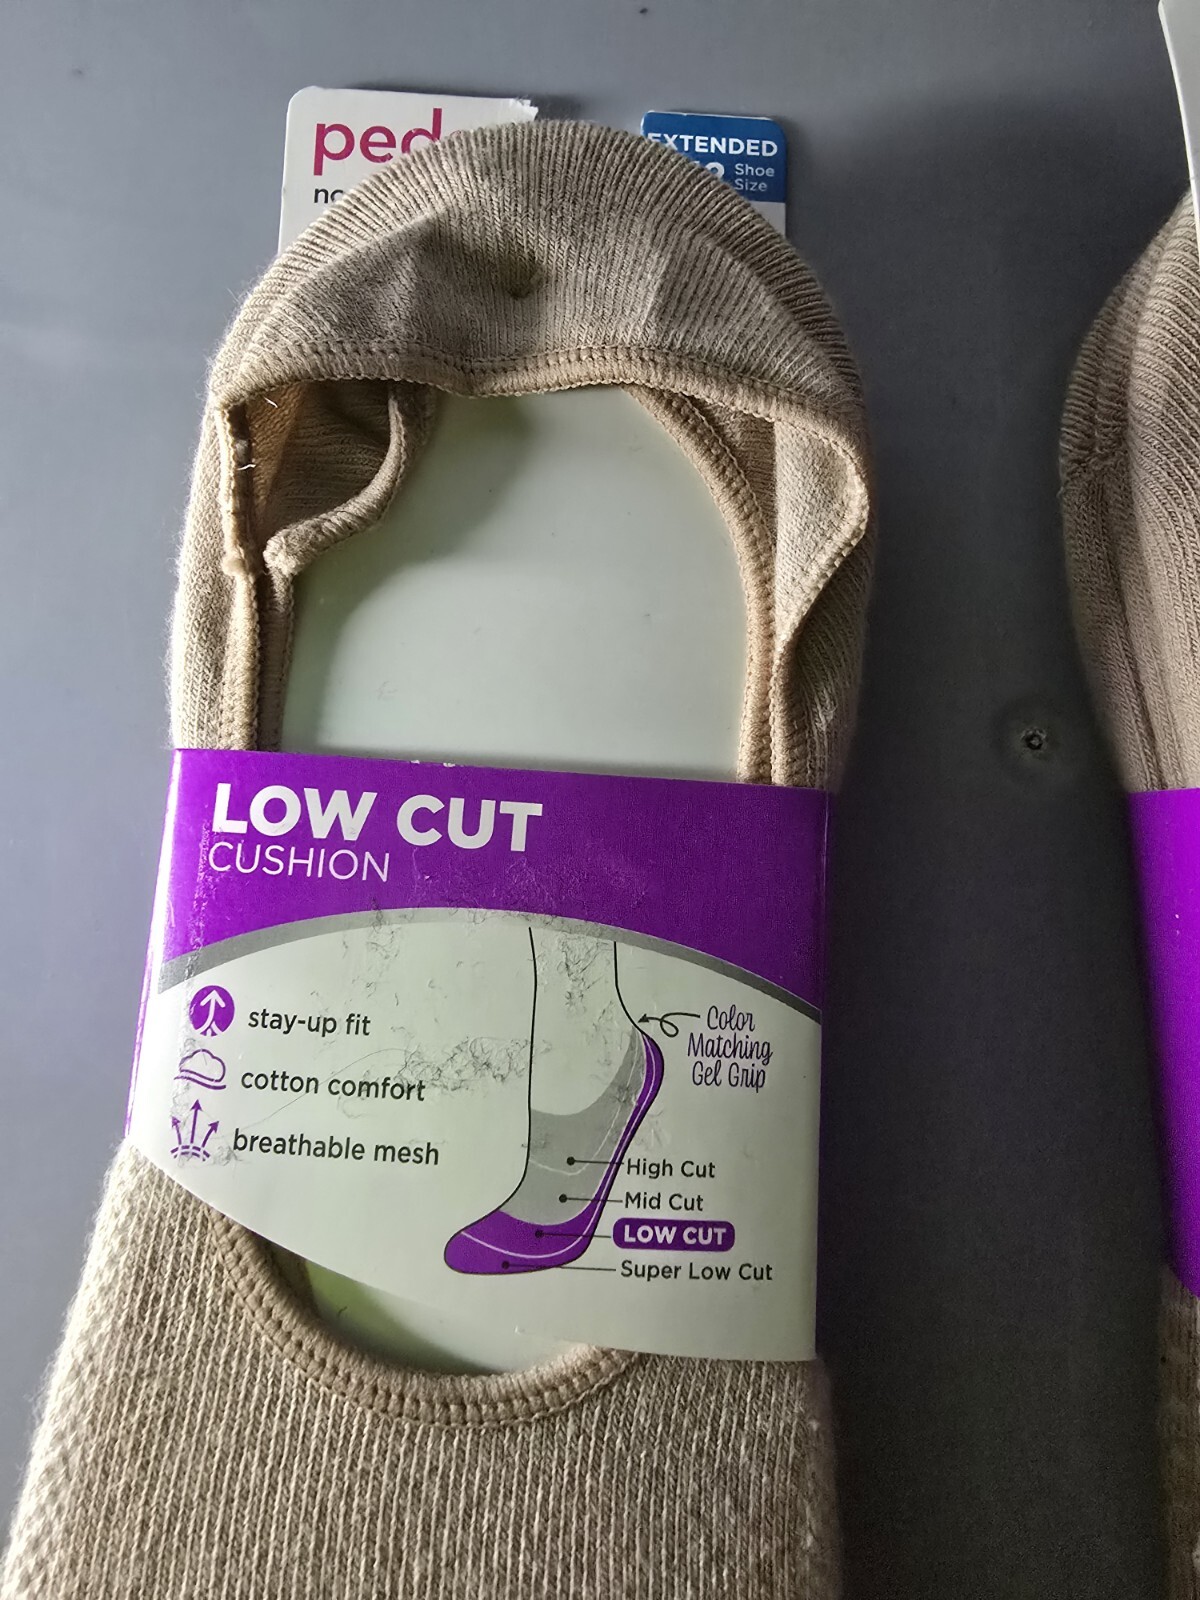 ped
EXTENDED
Shoe
Size
LOW CUT
CUSHION
stay-up fit
cotton comfort
breathable mesh
Color
Matching
Gel Grip
High Cut
Mid Cut
LOW CUT
Super Low Cut